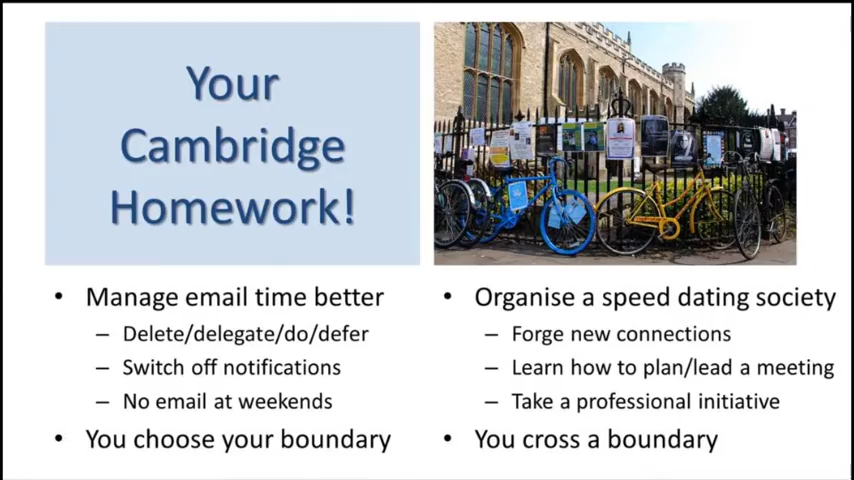 Your
Cambridge
Homework!
• Manage email time better
– Delete/delegate/do/defer
– Switch off notifications
– No email at weekends
• You choose your boundary
• Organise a speed dating society
– Forge new connections
– Learn how to plan/lead a meeting
– Take a professional initiative
• You cross a boundary